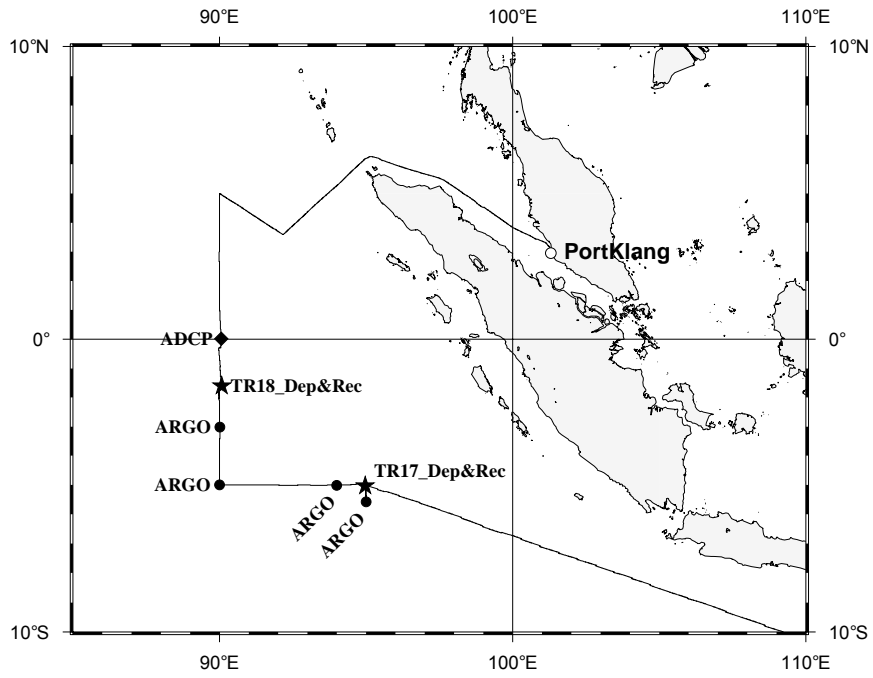 90°E 100°E 110°E
10°N 10°N
PortKlang
0° ADCP 0°
TR18_Dep&Rec
ARGO
TR17_Dep&Rec
ARGO
ARGO
ARGO
10°S 10°S
90°E 100°E 110°E